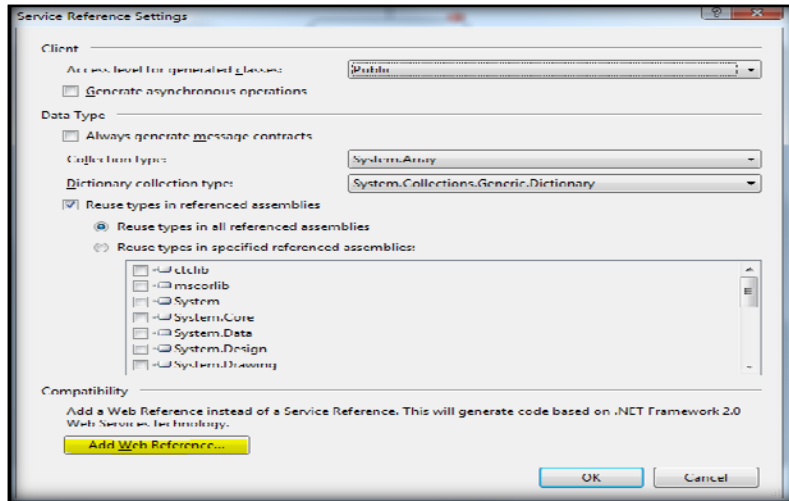 Service Reference Settings
Client
Access level for generated classes:
Public
Generate asynchronous operations
Data Type
Always generate message contracts
Collection type:
System.Array
Dictionary collection type:
System.Collections.Generic.Dictionary
Reuse types in referenced assemblies
Reuse types in all referenced assemblies
Reuse types in specified referenced assemblies:
mscorlib
System
System.Core
System.Data
System.Design
System.Drawing
Compatibility
Add a Web Reference instead of a Service Reference. This will generate code based on .NET Framework 2.0
Web Services technology.
Add Web Reference...
OK
Cancel